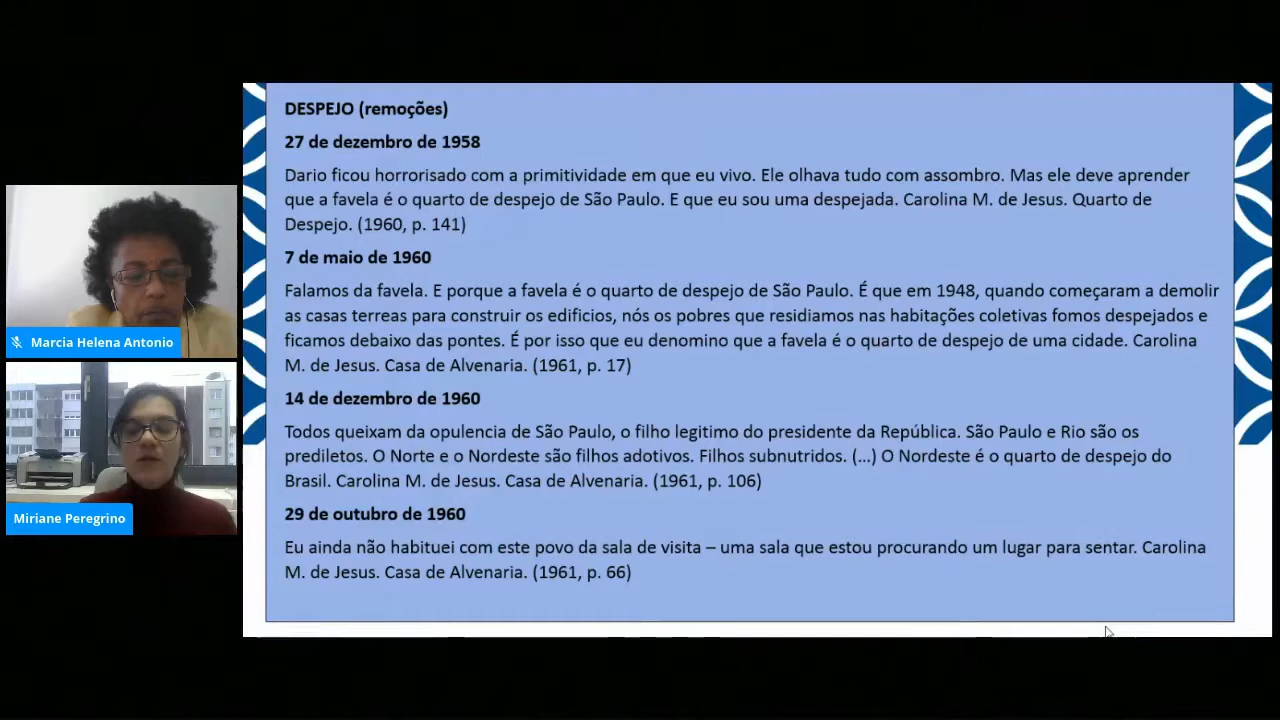 DESPEJO (remoções)
27 de dezembro de 1958
Dario ficou horrorisado com a primitividade em que eu vivo. Ele olhava tudo com assombro. Mas ele deve aprender
que a favela é o quarto de despejo de São Paulo. E que eu sou uma despejada. Carolina M. de Jesus. Quarto de
Despejo. (1960, p. 141)
7 de maio de 1960
Falamos da favela. E porque a favela é o quarto de despejo de São Paulo. É que em 1948, quando começaram a demolir
as casas terreas para construir os edificios, nós os pobres que residiamos nas habitações coletivas fomos despejados e
ficamos debaixo das pontes. É por isso que eu denomino que a favela é o quarto de despejo de uma cidade. Carolina
M. de Jesus. Casa de Alvenaria. (1961, p. 17)
14 de dezembro de 1960
Todos queixam da opulencia de São Paulo, o filho legitimo do presidente da República. São Paulo e Rio são os
prediletos. O Norte e o Nordeste são filhos adotivos. Filhos subnutridos. (...) O Nordeste é o quarto de despejo do
Brasil. Carolina M. de Jesus. Casa de Alvenaria. (1961, p. 106)
29 de outubro de 1960
Eu ainda não habituei com este povo da sala de visita – uma sala que estou procurando um lugar para sentar. Carolina
M. de Jesus. Casa de Alvenaria. (1961, p. 66)
Marcia Helena Antonio
Miriane Peregrino